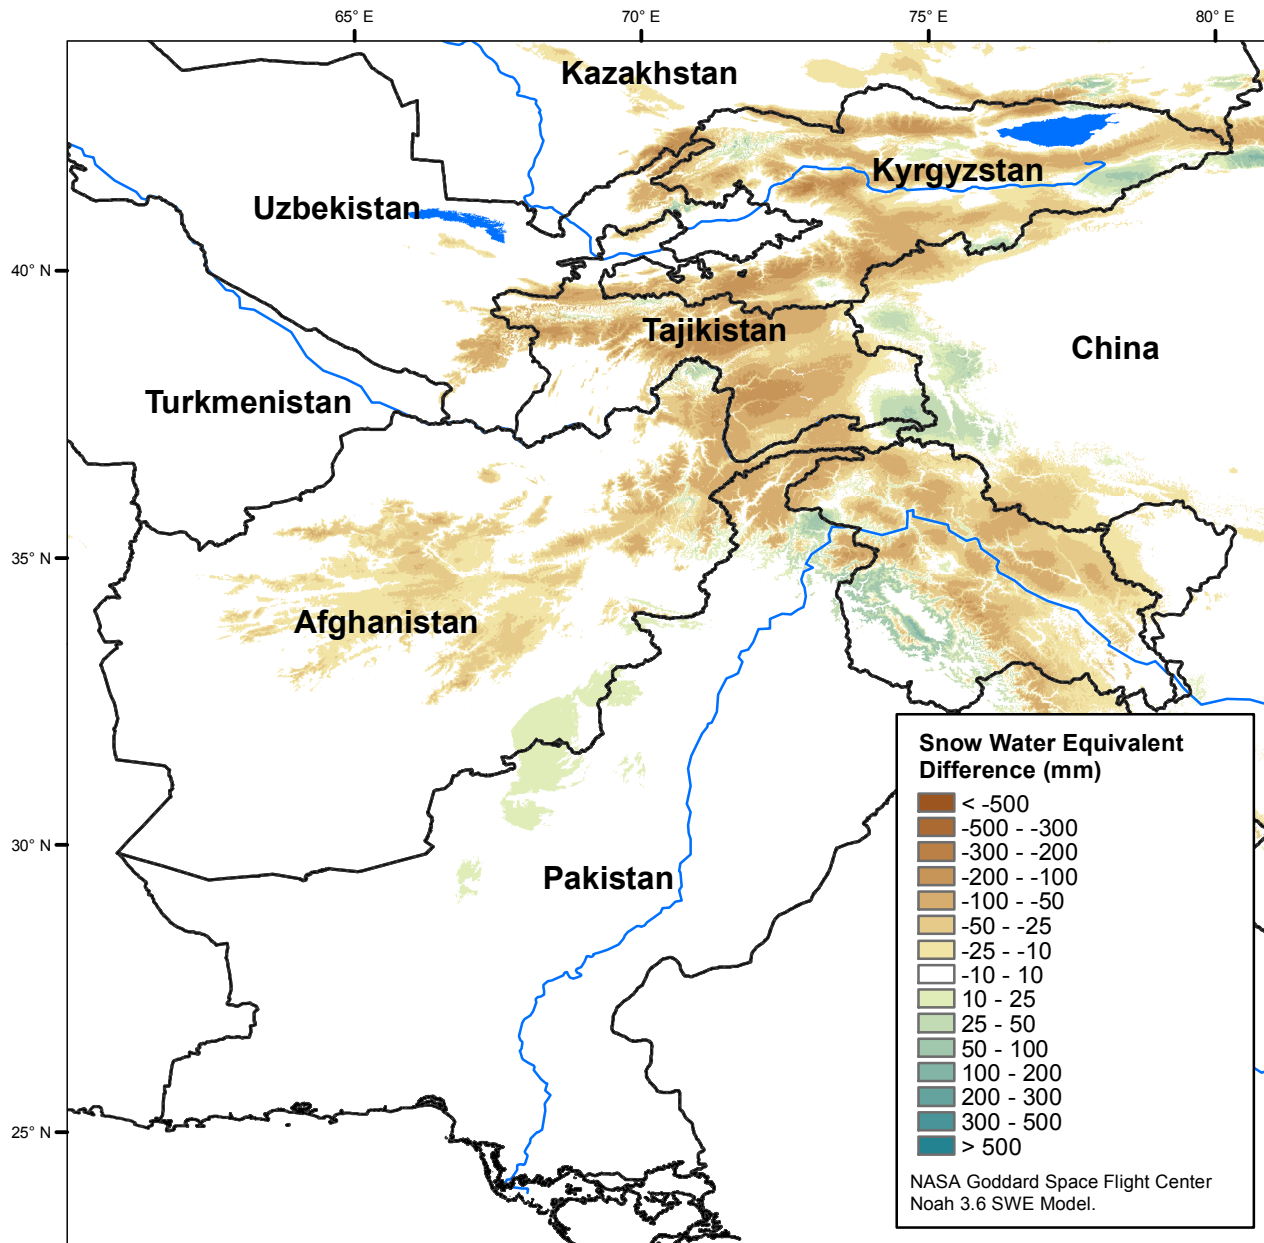 65° E
70° E
75° E
80° E
Kazakhstan
Kyrgyzstan
Uzbekistan
40° N
Tajikistan
China
Turkmenistan
35° N
Afghanistan
30° N
Pakistan
25° N
Snow Water Equivalent
Difference (mm)
< -500
-500 - -300
-300 - -200
-200 - -100
-100 - -50
-50 - -25
-25 - -10
-10 - 10
10 - 25
25 - 50
50 - 100
100 - 200
200 - 300
300 - 500
> 500
NASA Goddard Space Flight Center
Noah 3.6 SWE Model.